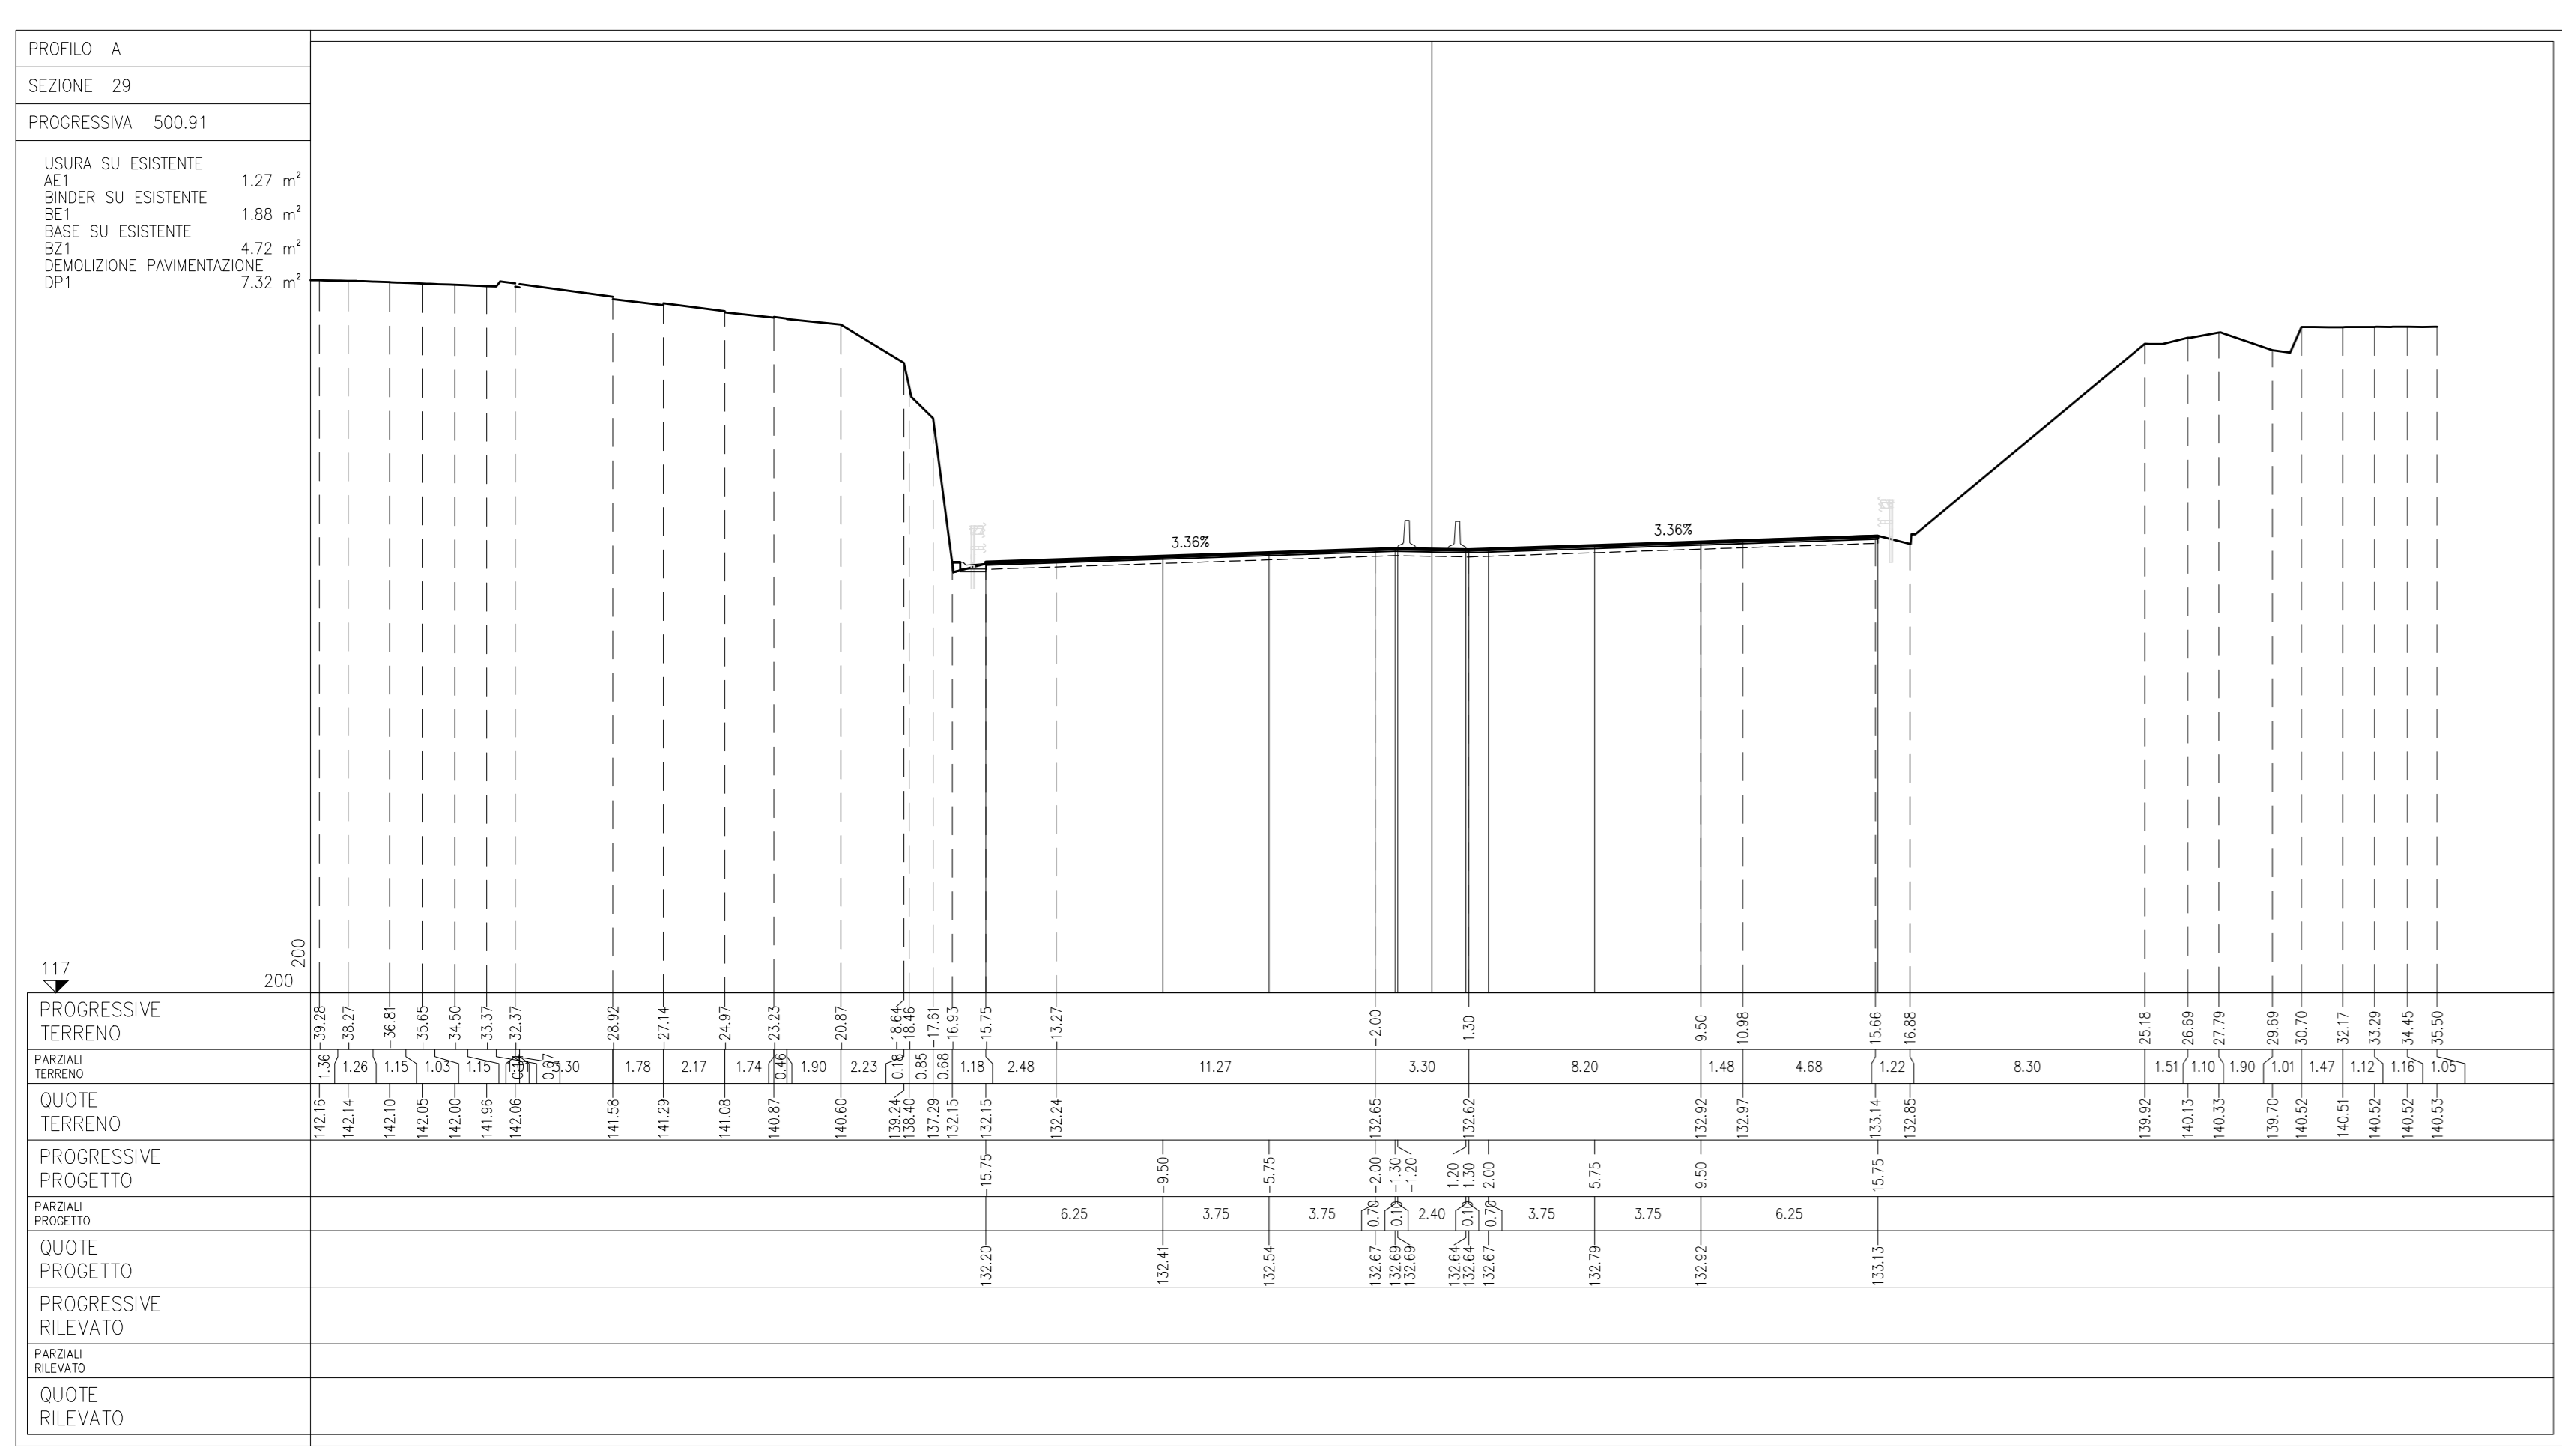 PROFILO A
SEZIONE 29
PROGRESSIVA 500.91
USURA SU ESISTENTE
AE1 1.27 m²
BINDER SU ESISTENTE
BE1 1.88 m²
BASE SU ESISTENTE
BZ1 4.72 m²
DEMOLIZIONE PAVIMENTAZIONE
DP1 7.32 m²
3.36% 3.36%
117
200
200
PROGRESSIVE
TERRENO
-39.28 -38.27 -36.81 -35.65 -34.50 -33.37 -32.37 -28.92 -27.14 -24.97 -23.23 -20.87 -18.64 -18.46 -17.61 -16.93 -15.75 -13.27 -2.00 1.30 9.50 10.98 15.66 16.88 25.18 26.69 27.79 29.69 30.70 32.17 33.29 34.45 35.50
PARZIALI
TERRENO
1.36 1.26 1.15 1.03 1.15 0.67 3.30 1.78 2.17 1.74 0.46 1.90 2.23 0.18 0.85 0.68 1.18 2.48 11.27 3.30 8.20 1.48 4.68 1.22 8.30 1.51 1.10 1.90 1.01 1.47 1.12 1.16 1.05
QUOTE
TERRENO
142.16 142.14 142.10 142.05 142.00 141.96 142.06 141.58 141.29 141.08 140.87 140.60 139.24 138.40 137.29 132.15 132.15 132.24 132.65 132.62 132.92 132.97 133.14 132.85 139.92 140.13 140.33 139.70 140.52 140.51 140.52 140.52 140.53
PROGRESSIVE
PROGETTO
-15.75 -9.50 -5.75 -2.00 -1.30 -1.20 1.20 1.30 2.00 5.75 9.50 15.75
PARZIALI
PROGETTO
6.25 3.75 3.75 0.70 0.10 2.40 0.10 0.70 3.75 3.75 6.25
QUOTE
PROGETTO
132.20 132.41 132.54 132.67 132.69 132.69 132.64 132.64 132.67 132.79 132.92 133.13
PROGRESSIVE
RILEVATO
PARZIALI
RILEVATO
QUOTE
RILEVATO